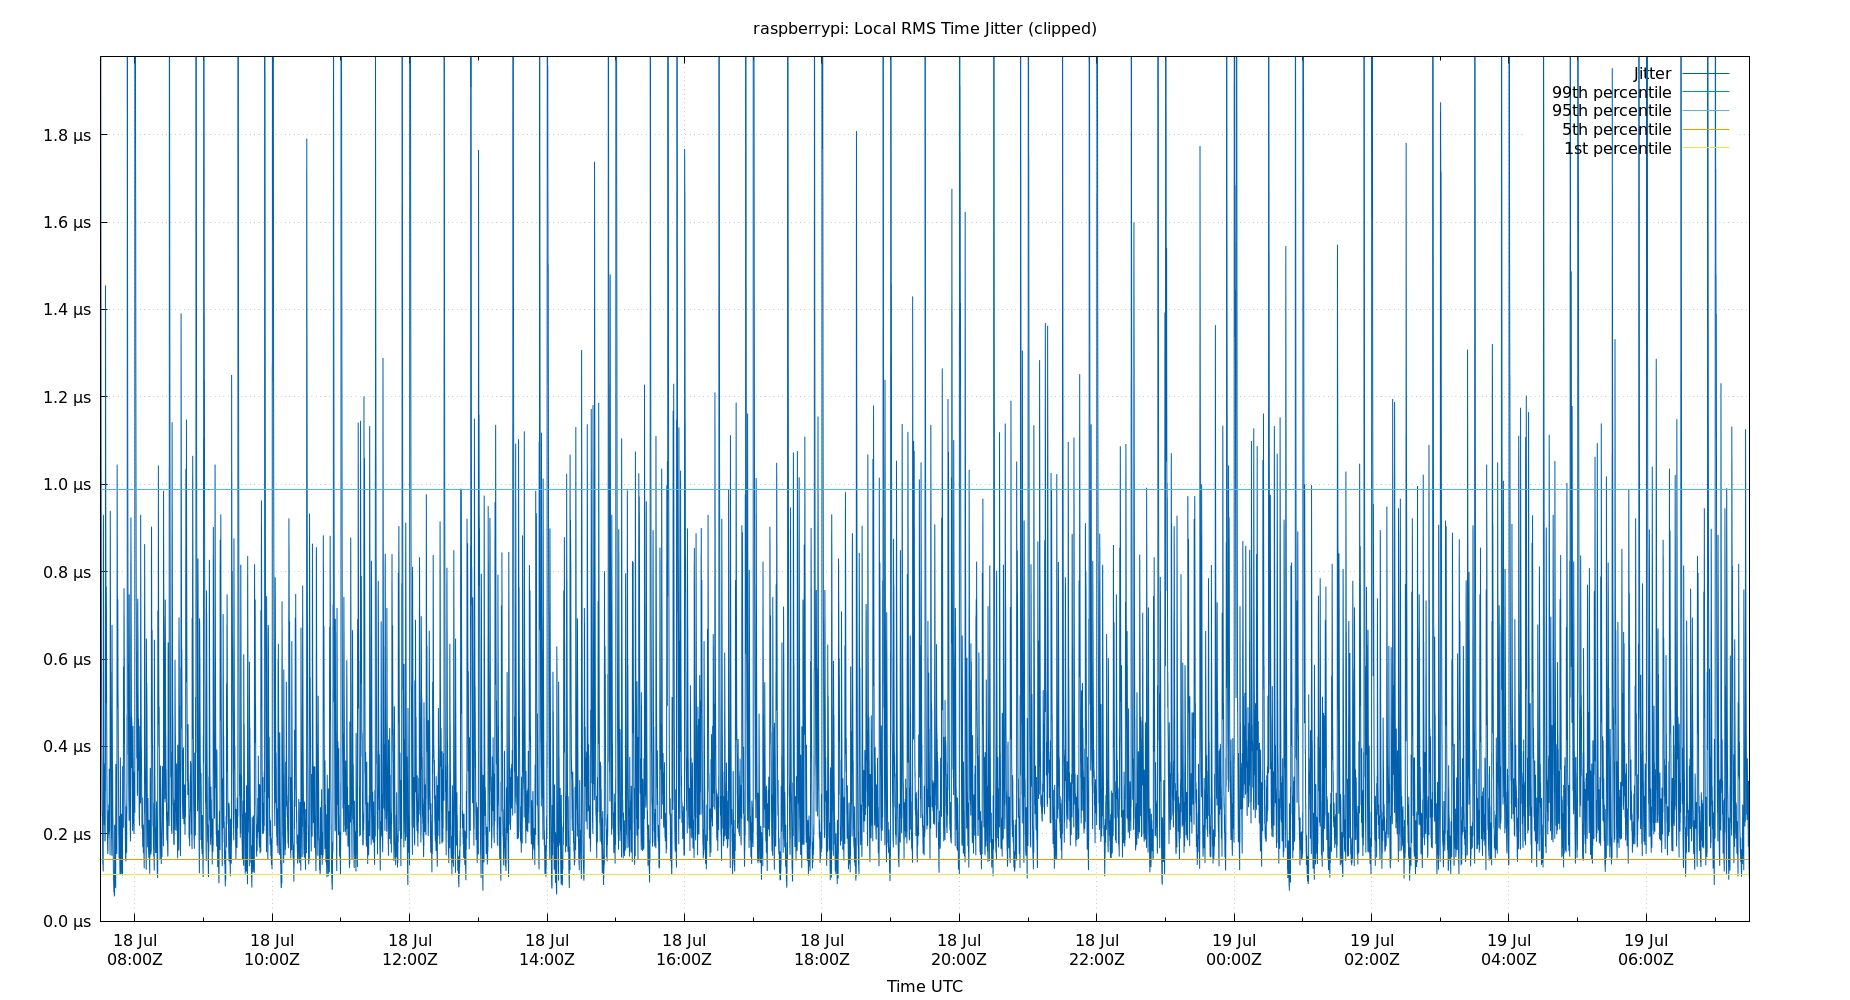 raspberrypi: Local RMS Time Jitter (clipped)
Jitter
99th percentile
95th percentile
5th percentile
1st percentile
1.8 µs
1.6 µs
1.4 µs
1.2 µs
1.0 µs
0.8 µs
0.6 µs
0.4 µs
0.2 µs
0.0 µs
18 Jul 18 Jul 18 Jul 18 Jul 18 Jul 18 Jul 18 Jul 18 Jul 19 Jul 19 Jul 19 Jul 19 Jul
08:00Z 10:00Z 12:00Z 14:00Z 16:00Z 18:00Z 20:00Z 22:00Z 00:00Z 02:00Z 04:00Z 06:00Z
Time UTC